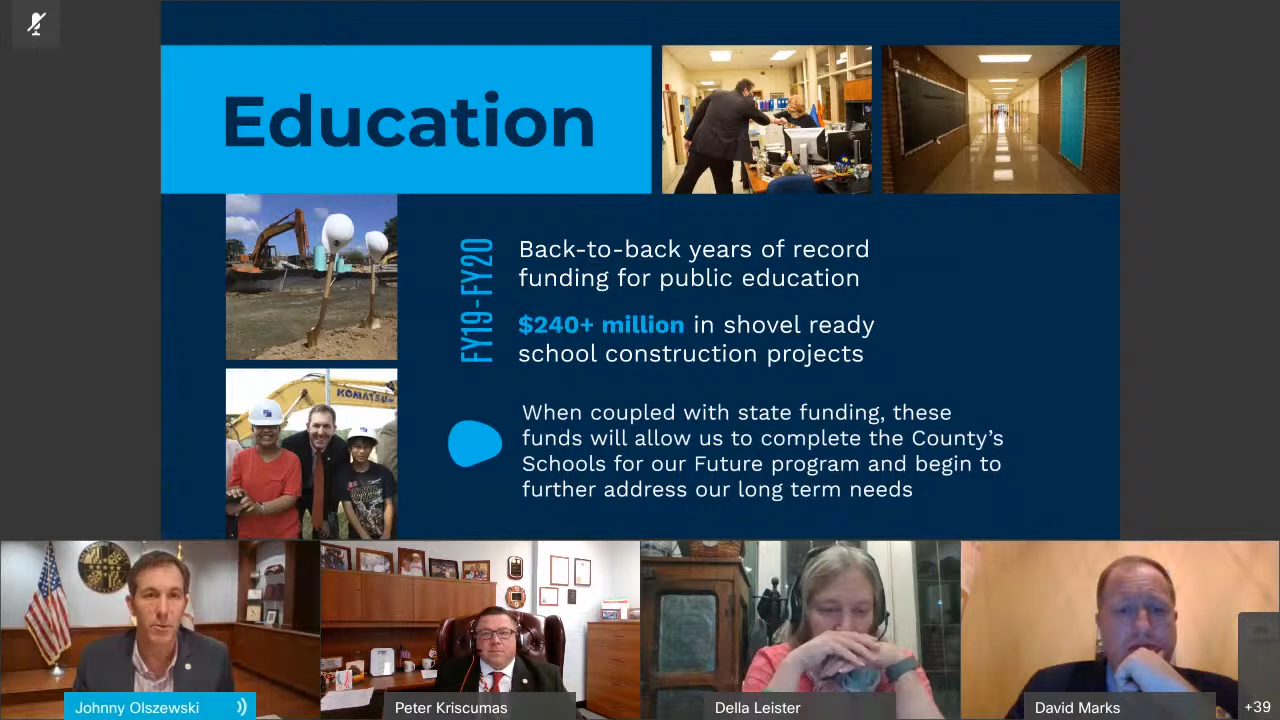 Education
FY19-FY20
Back-to-back years of record
funding for public education
$240+ million in shovel ready
school construction projects
KOMATSU
When coupled with state funding, these
funds will allow us to complete the County's
Schools for our Future program and begin to
further address our long term needs
Johnny Olszewski
Peter Kriscumas
Della Leister
David Marks
+39